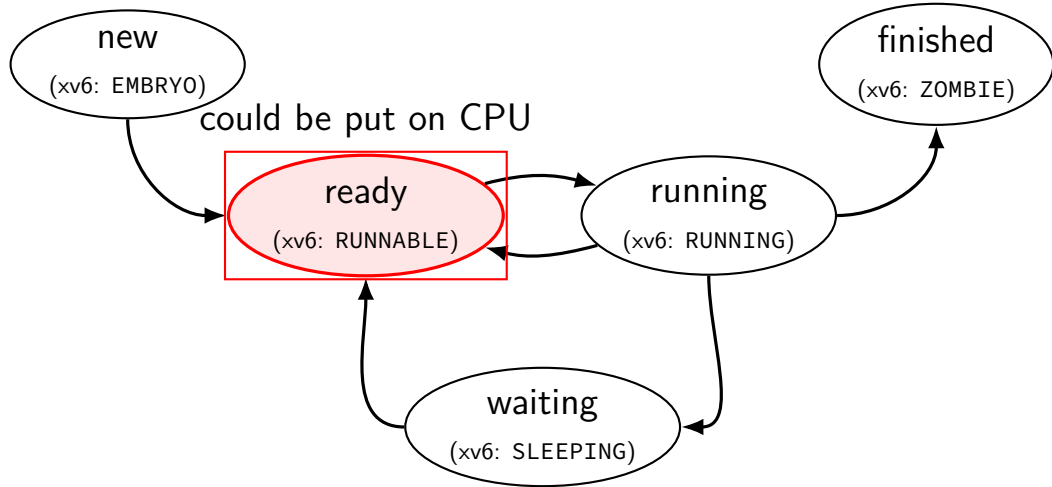 new
(xv6: EMBRYO)
finished
(xv6: ZOMBIE)
could be put on CPU
ready
(xv6: RUNNABLE)
running
(xv6: RUNNING)
waiting
(xv6: SLEEPING)